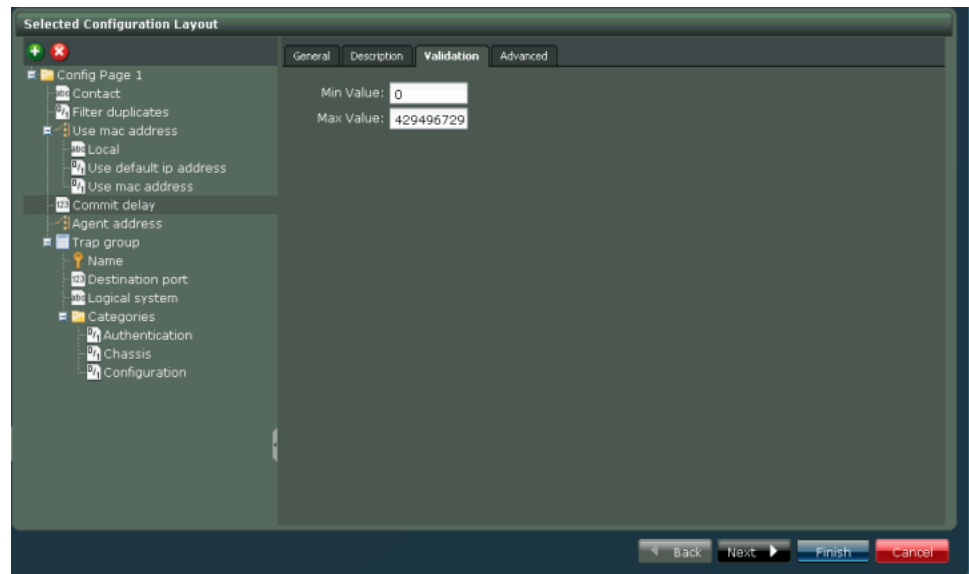 Selected Configuration Layout
General Description Validation Advanced
Config Page 1
Contact
Filter duplicates
Use mac address
Local
Use default ip address
Use mac address
Commit delay
Agent address
Trap group
Name
Destination port
Logical system
Categories
Authentication
Chassis
Configuration
Min Value: 0
Max Value: 429496729
Back Next Finish Cancel